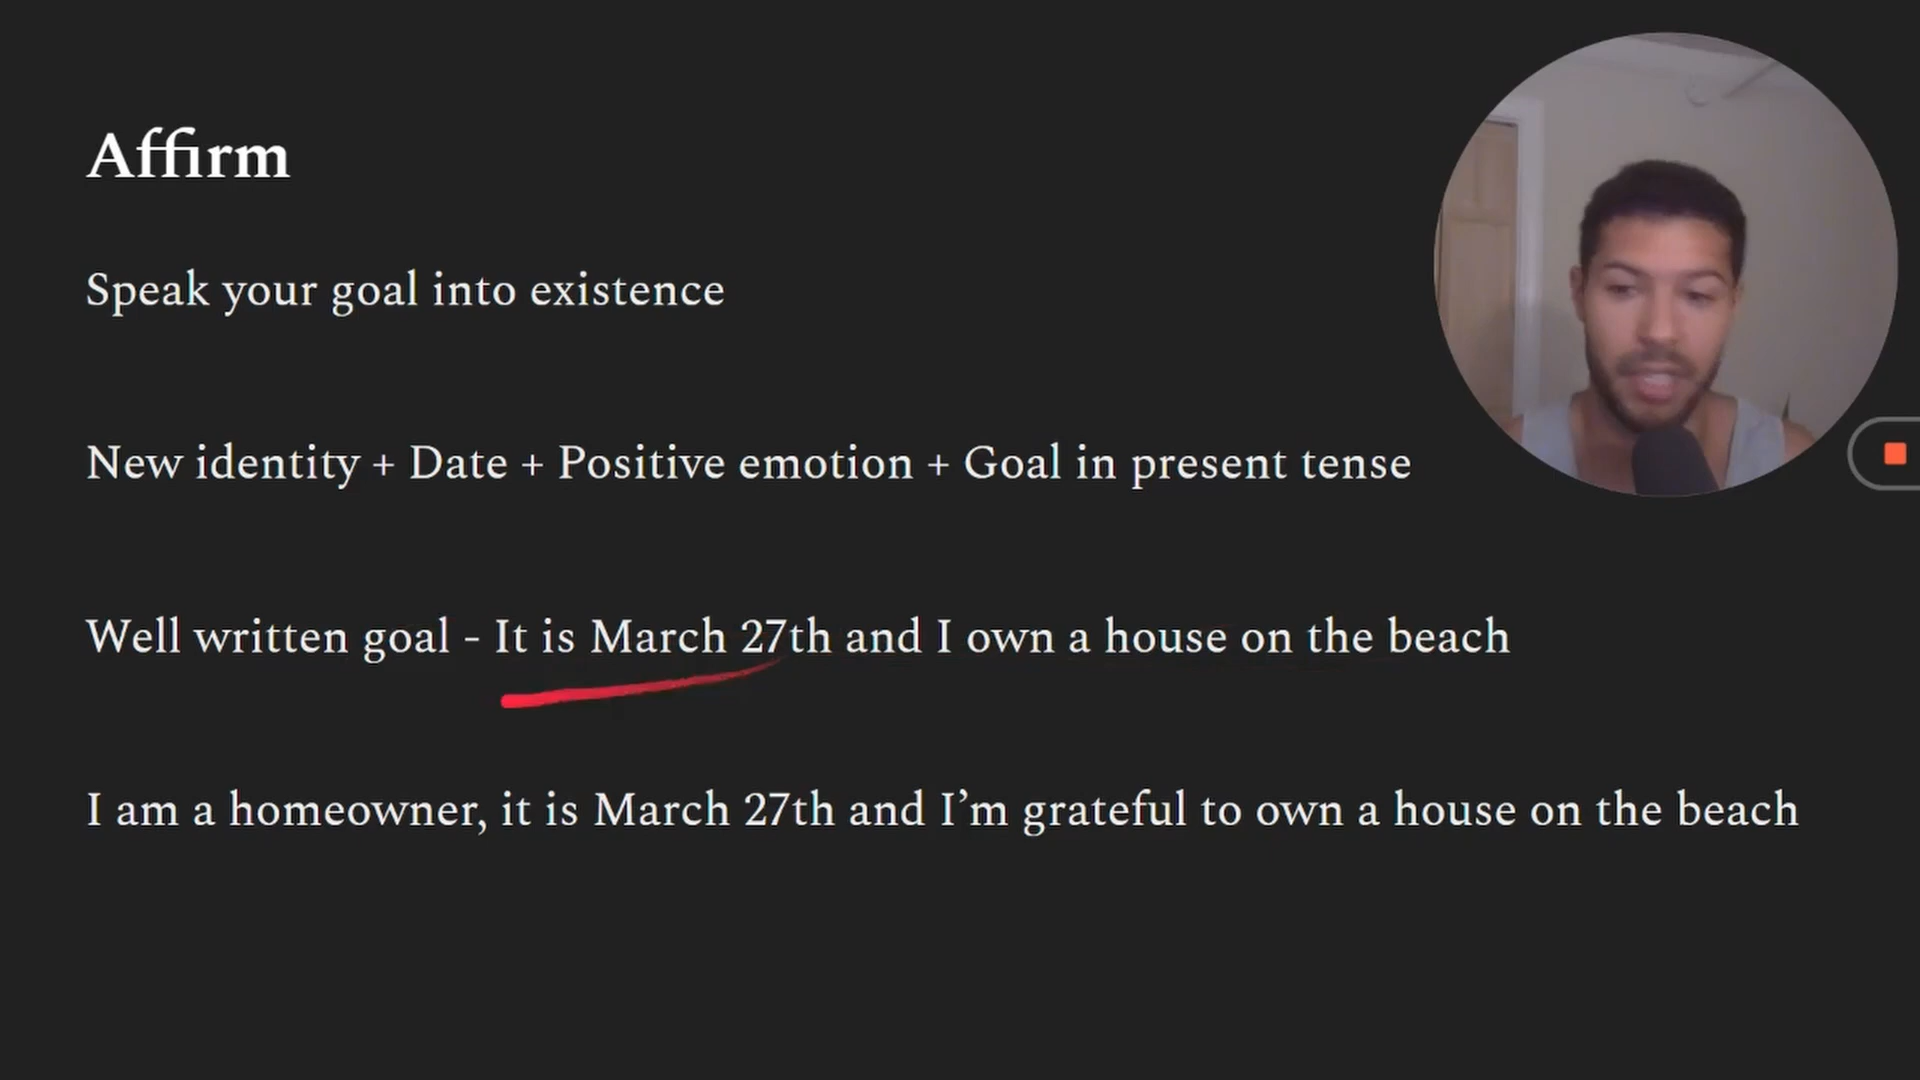 Affirm
Speak your goal into existence
New identity + Date + Positive emotion + Goal in present tense
Well written goal - It is March 27th and I own a house on the beach
I am a homeowner, it is March 27th and I’m grateful to own a house on the beach